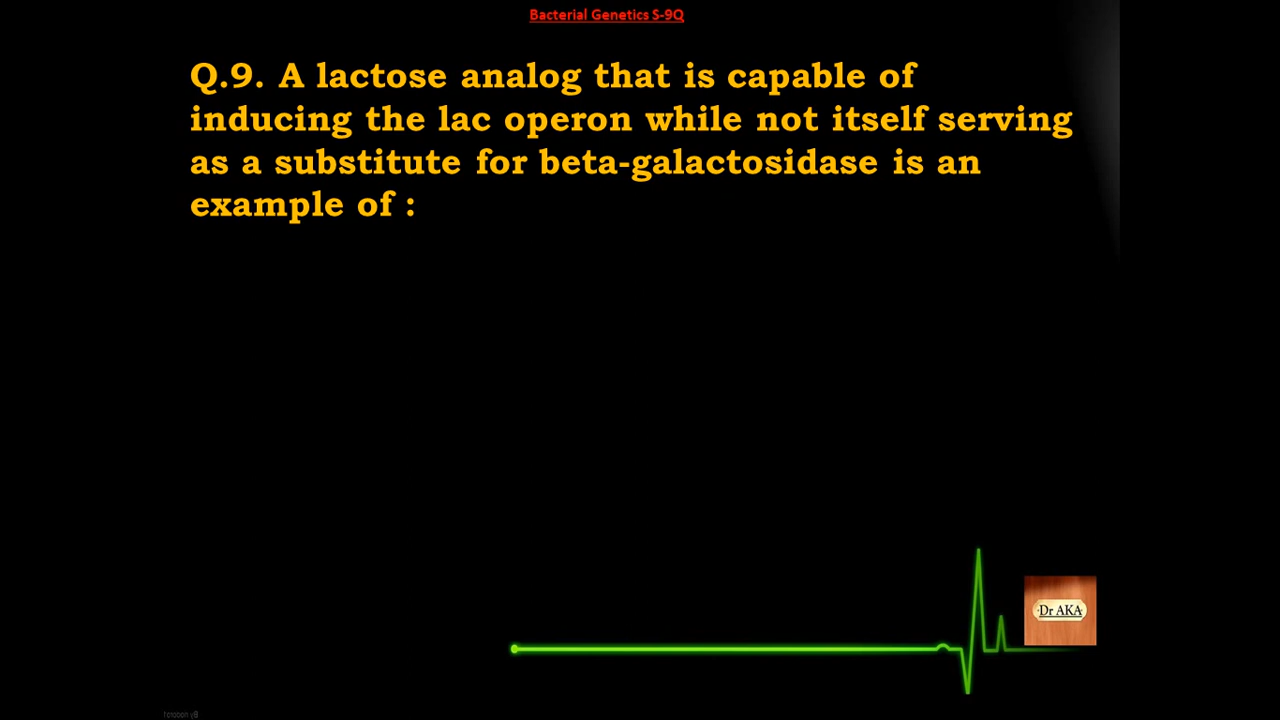 Bacterial Genetics S-9Q
Q.9. A lactose analog that is capable of
inducing the lac operon while not itself serving
as a substitute for beta-galactosidase is an
example of :
Dr AKA